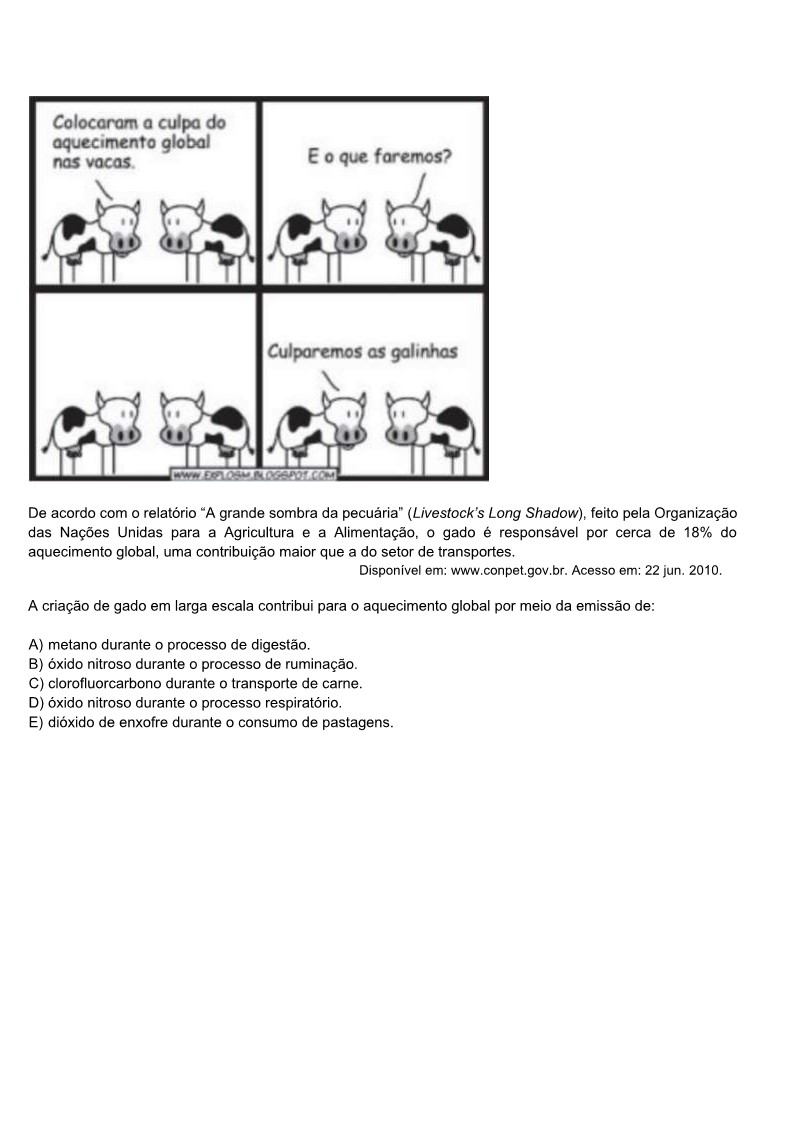 Colocaram a culpa do
aquecimento global
nas vacas.
E o que faremos?
Culparemos as galinhas
WWW.EXPLOSM.BLOGSPOT.COM
De acordo com o relatório “A grande sombra da pecuária” (Livestock’s Long Shadow), feito pela Organização
das Nações Unidas para a Agricultura e a Alimentação, o gado é responsável por cerca de 18% do
aquecimento global, uma contribuição maior que a do setor de transportes.
Disponível em: www.conpet.gov.br. Acesso em: 22 jun. 2010.
A criação de gado em larga escala contribui para o aquecimento global por meio da emissão de:
A) metano durante o processo de digestão.
B) óxido nitroso durante o processo de ruminação.
C) clorofluorcarbono durante o transporte de carne.
D) óxido nitroso durante o processo respiratório.
E) dióxido de enxofre durante o consumo de pastagens.